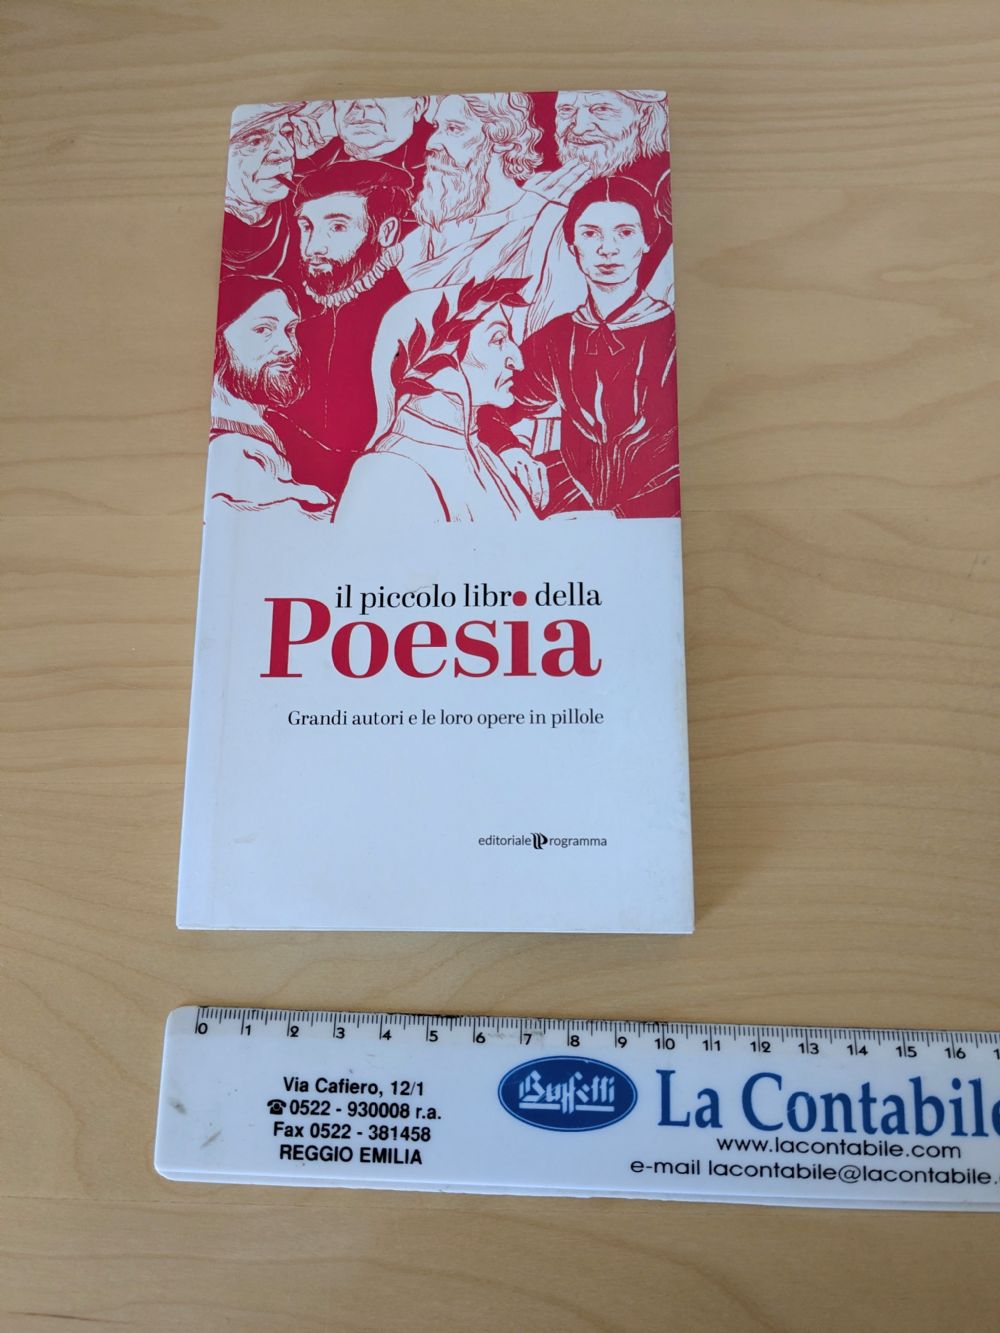 il piccolo libro della
Poesia
Grandi autori e le loro opere in pillole
editoriale Programma
0 1 2 3 4 5 6 7 8 9 10 11 12 13 14 15 16
Via Cafiero, 12/1
☎ 0522 - 930008 r.a.
Fax 0522 - 381458
REGGIO EMILIA
Buffetti
La Contabile
www.lacontabile.com
e-mail lacontabile@lacontabile.